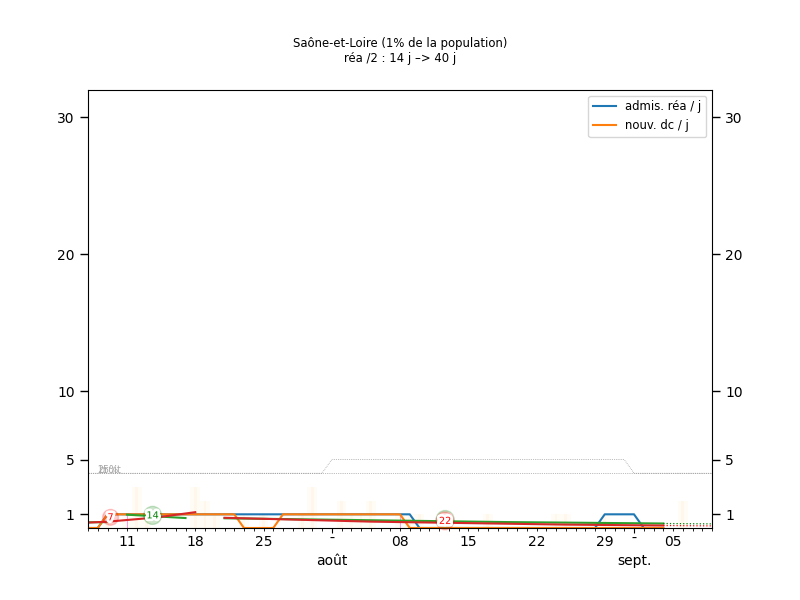 Saône-et-Loire (1% de la population)
réa /2 : 14 j –> 40 j
admis. réa / j
nouv. dc / j
30 30
20 20
10 10
5 5
1 1
7 14 22
11 18 25 - 08 15 22 29 - 05
août sept.